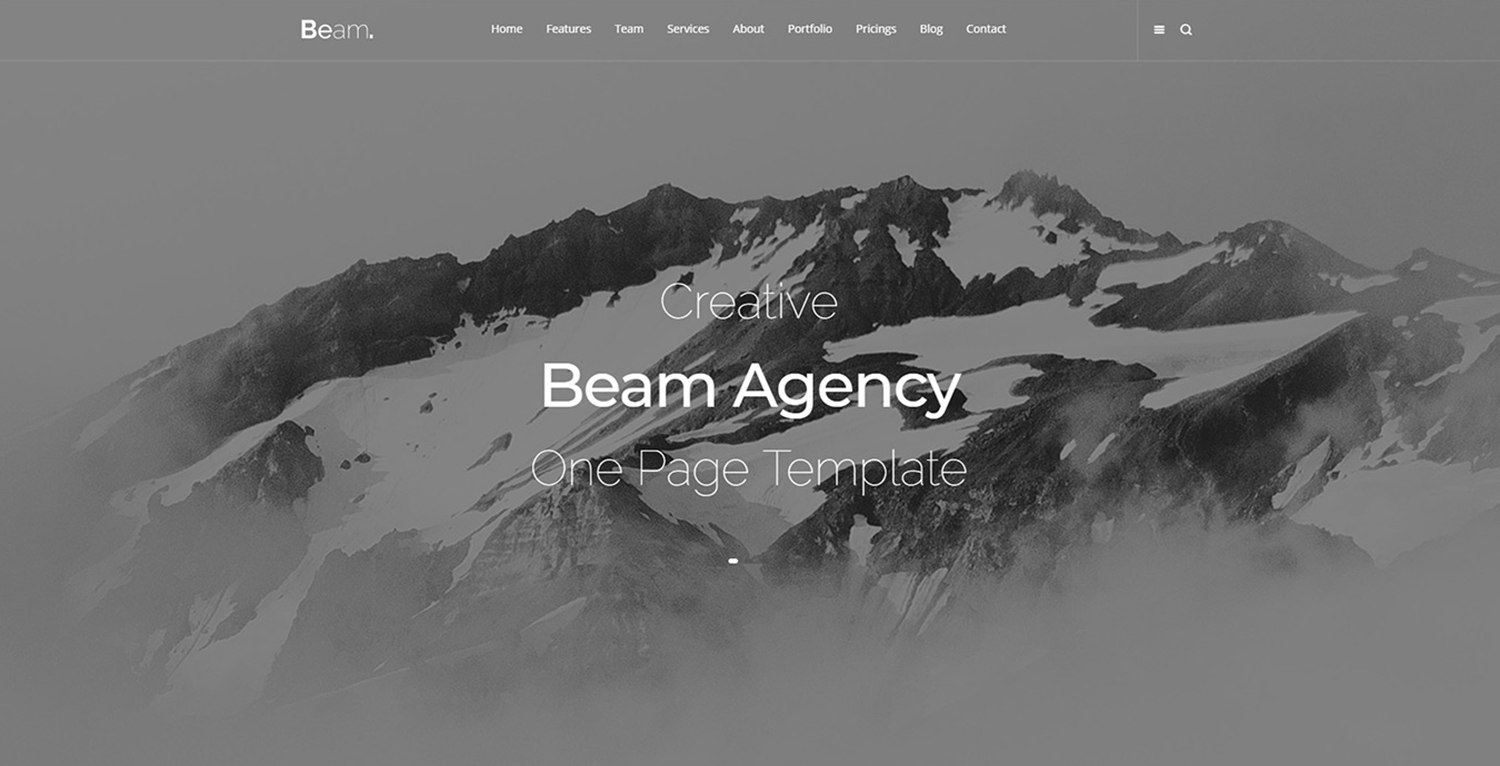 Beam. Home Features Team Services About Portfolio Pricings Blog Contact
Creative
Beam Agency
One Page Template